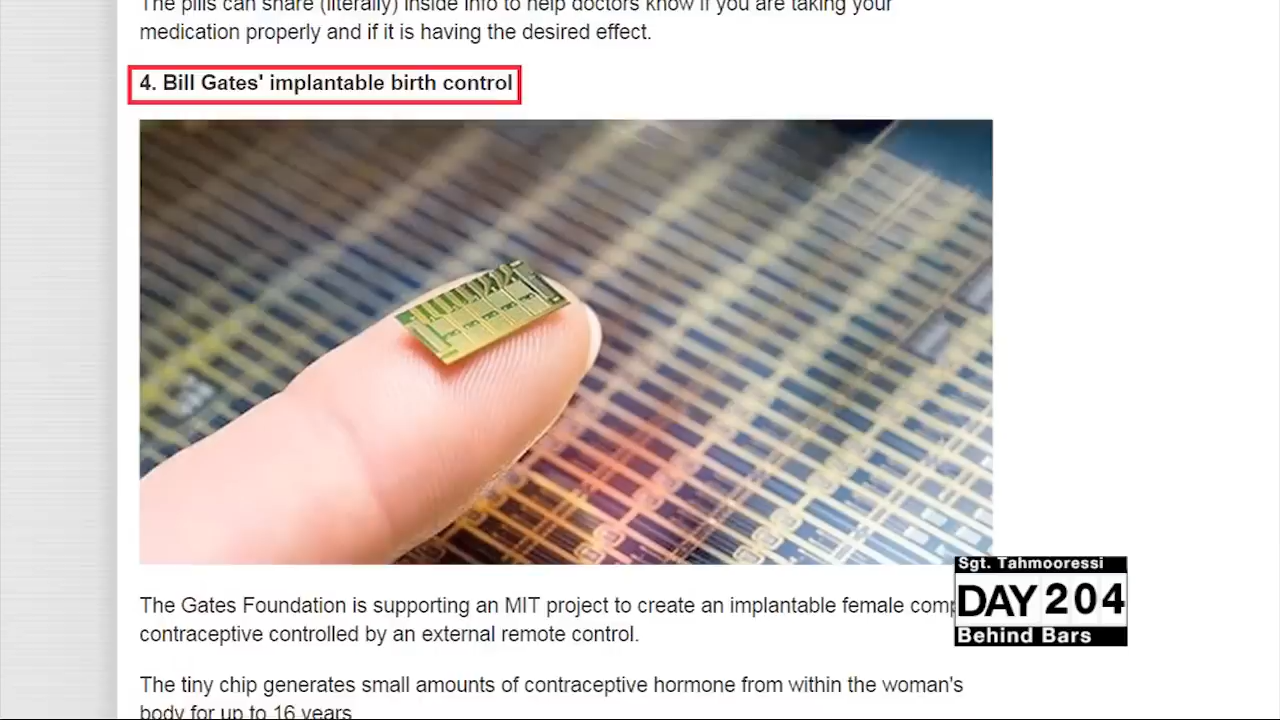 The pills can share (literally) inside info to help doctors know if you are taking your
medication properly and if it is having the desired effect.
4. Bill Gates' implantable birth control
The Gates Foundation is supporting an MIT project to create an implantable female
contraceptive controlled by an external remote control.
The tiny chip generates small amounts of contraceptive hormone from within the woman's
body for up to 16 years
Sgt. Tahmooressi
DAY 204
Behind Bars